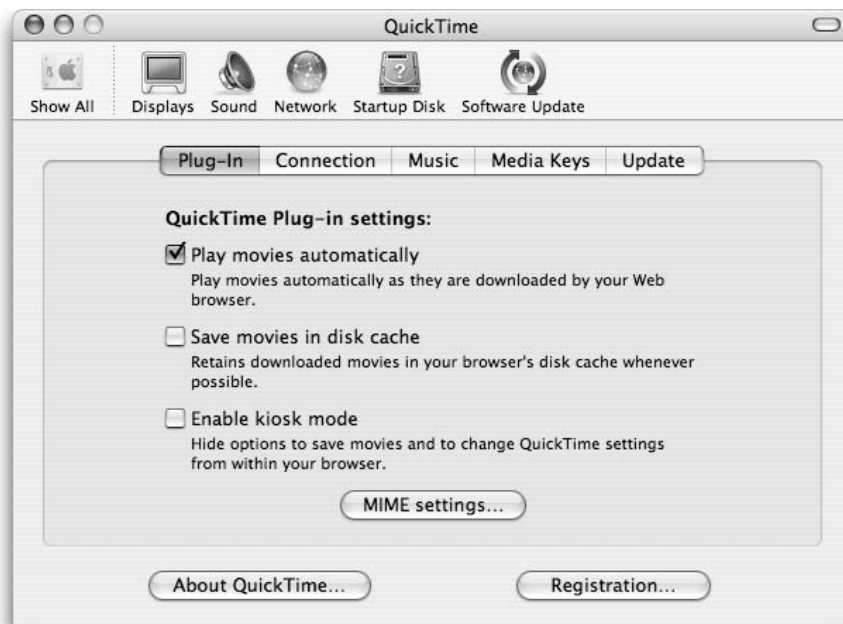 QuickTime
Show All
Displays
Sound
Network
Startup Disk
Software Update
Plug-In
Connection
Music
Media Keys
Update
QuickTime Plug-in settings:
Play movies automatically
Play movies automatically as they are downloaded by your Web
browser.
Save movies in disk cache
Retains downloaded movies in your browser's disk cache whenever
possible.
Enable kiosk mode
Hide options to save movies and to change QuickTime settings
from within your browser.
MIME settings...
About QuickTime...
Registration...